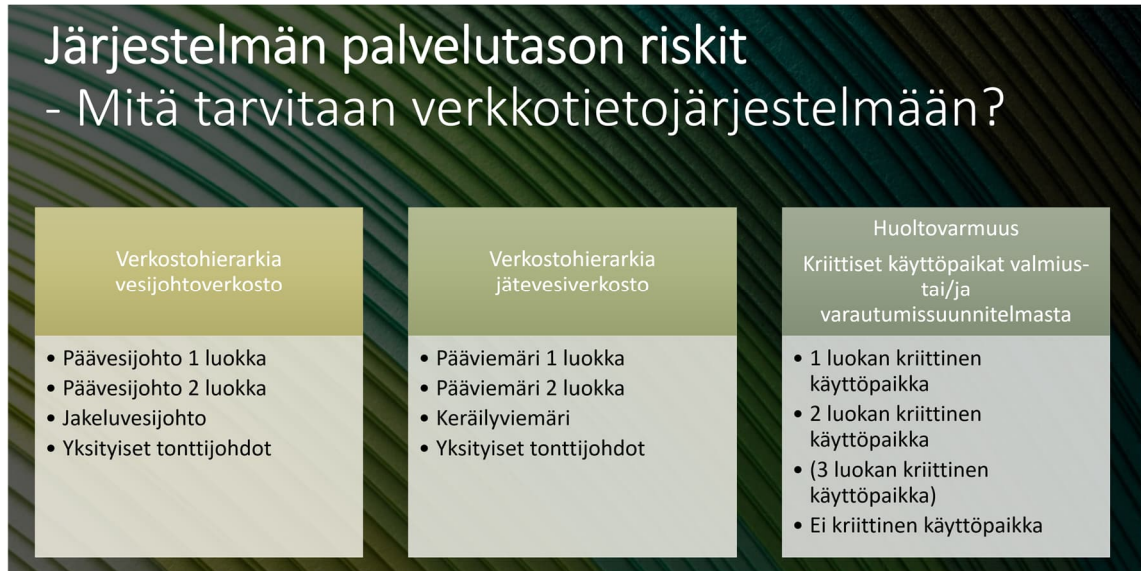 Järjestelmän palvelutason riskit
- Mitä tarvitaan verkkotietojärjestelmään?
Verkostohierarkia
vesijohtoverkosto
• Päävesijohto 1 luokka
• Päävesijohto 2 luokka
• Jakeluvesijohto
• Yksityiset tonttijohdot
Verkostohierarkia
jätevesiverkosto
• Pääviemäri 1 luokka
• Pääviemäri 2 luokka
• Keräilyviemäri
• Yksityiset tonttijohdot
Huoltovarmuus
Kriittiset käyttöpaikat valmius-
tai/ja
varautumissuunnitelmasta
• 1 luokan kriittinen
käyttöpaikka
• 2 luokan kriittinen
käyttöpaikka
• (3 luokan kriittinen
käyttöpaikka)
• Ei kriittinen käyttöpaikka